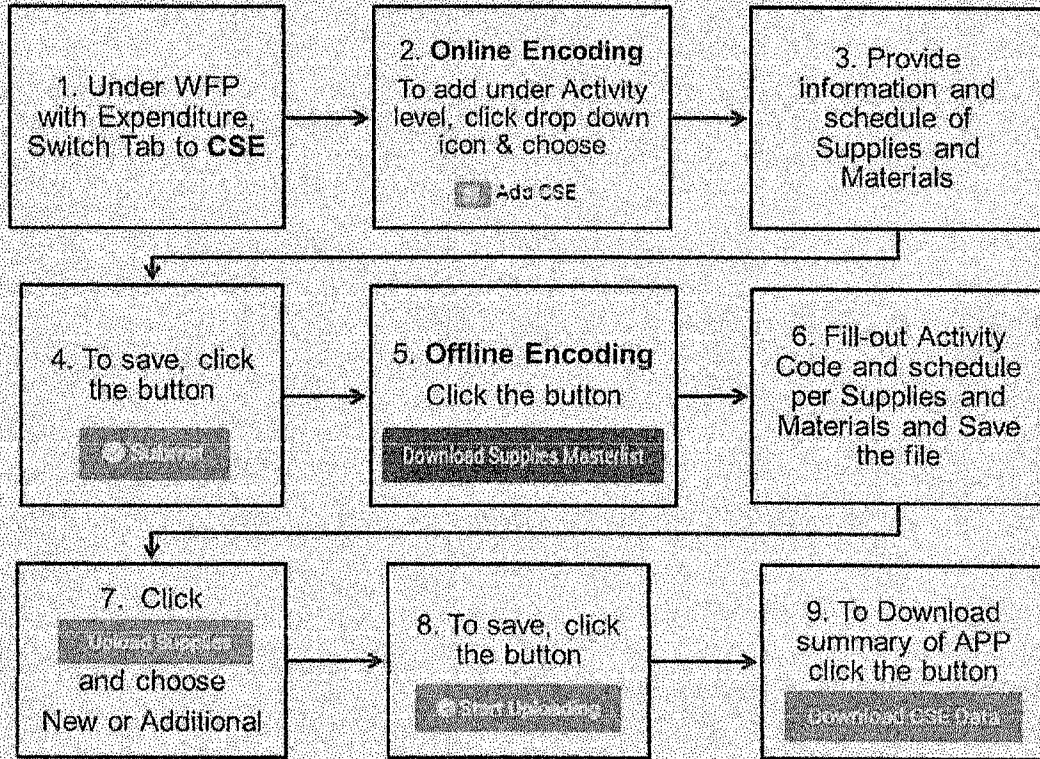 1. Under WFP
with Expenditure,
Switch Tab to CSE
2. Online Encoding
To add under Activity
level, click drop down
icon & choose
Add CSE
3. Provide
information and
schedule of
Supplies and
Materials
4. To save, click
the button
Submit
5. Offline Encoding
Click the button
Download Supplies Masterlist
6. Fill-out Activity
Code and schedule
per Supplies and
Materials and Save
the file
7. Click
Upload Supplies
and choose
New or Additional
8. To save, click
the button
Start Uploading
9. To Download
summary of APP
click the button
Download CSE Data